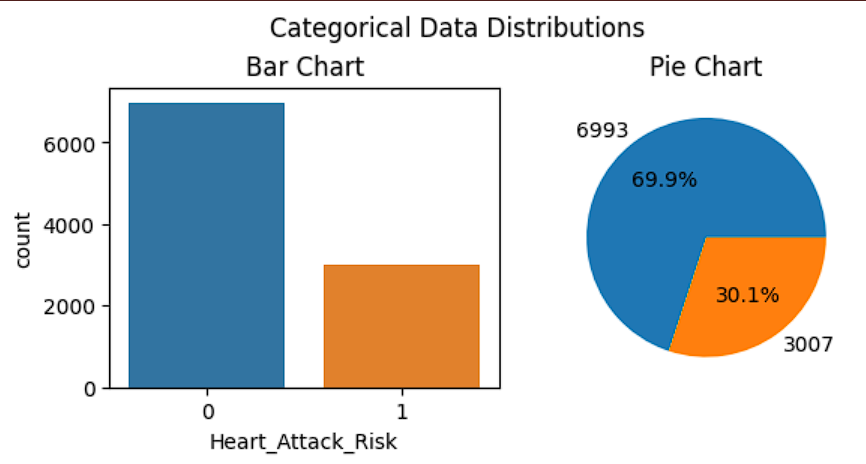 Categorical Data Distributions
Bar Chart
6000
4000
2000
0
count
0 1
Heart_Attack_Risk
Pie Chart
6993
69.9%
30.1%
3007